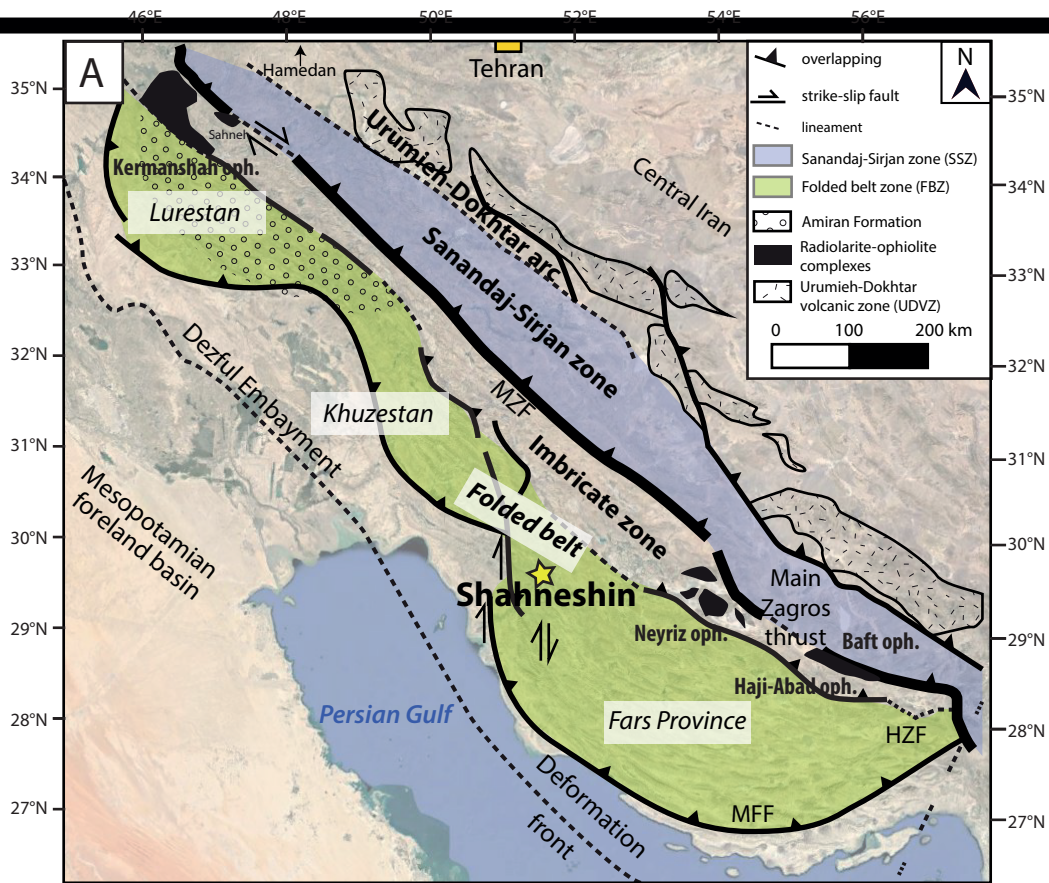 46°E 48°E 50°E 52°E 54°E 56°E
A
Hamedan
Tehran
N
overlapping
strike-slip fault
lineament
Sanandaj-Sirjan zone (SSZ)
Folded belt zone (FBZ)
Amiran Formation
Radiolarite-ophiolite
complexes
Urumieh-Dokhtar
volcanic zone (UDVZ)
0 100 200 km
35°N
34°N
33°N
32°N
31°N
30°N
29°N
28°N
27°N
35°N
34°N
33°N
32°N
31°N
30°N
29°N
28°N
27°N
Sahneh
Kermanshah oph.
Lurestan
Urumieh-Dokhtar arc
Central Iran
Sanandaj-Sirjan zone
MZF
Dezful Embayment
Khuzestan
Imbricate zone
Mesopotamian
foreland basin
Folded belt
Shahneshin
Main
Zagros
thrust
Neyriz oph.
Baft oph.
Haji-Abad oph.
Persian Gulf
Fars Province
HZF
Deformation
front
MFF